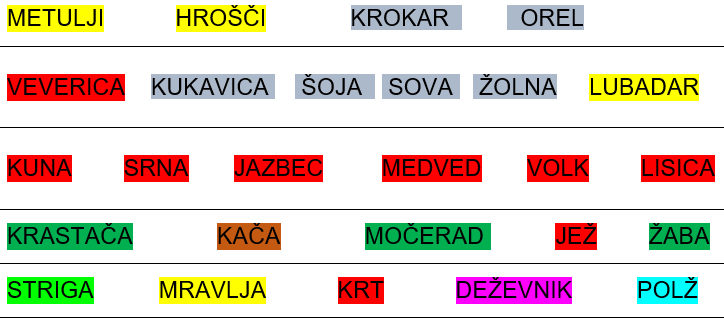 METULJI HROŠČI KROKAR OREL
VEVERICA KUKAVICA ŠOJA SOVA ŽOLNA LUBADAR
KUNA SRNA JAZBEC MEDVED VOLK LISICA
KRASTAČA KAČA MOČERAD JEŽ ŽABA
STRIGA MRAVLJA KRT DEŽEVNIK POLŽ